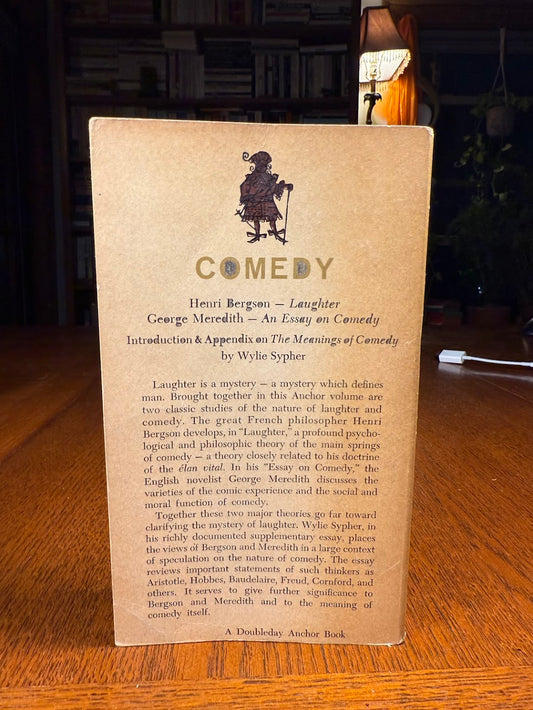 COMEDY
Henri Bergson — Laughter
George Meredith — An Essay on Comedy
Introduction & Appendix on The Meanings of Comedy
by Wylie Sypher
Laughter is a mystery — a mystery which defines
man. Brought together in this Anchor volume are
two classic studies of the nature of laughter and
comedy. The great French philosopher Henri
Bergson develops, in "Laughter," a profound psycho-
logical and philosophic theory of the main springs
of comedy — a theory closely related to his doctrine
of the élan vital. In his "Essay on Comedy," the
English novelist George Meredith discusses the
varieties of the comic experience and the social and
moral function of comedy.
Together these two major theories go far toward
clarifying the mystery of laughter. Wylie Sypher, in
his richly documented supplementary essay, places
the views of Bergson and Meredith in a large context
of speculation on the nature of comedy. The essay
reviews important statements of such thinkers as
Aristotle, Hobbes, Baudelaire, Freud, Cornford, and
others. It serves to give further significance to
Bergson and Meredith and to the meaning of
comedy itself.
A Doubleday Anchor Book